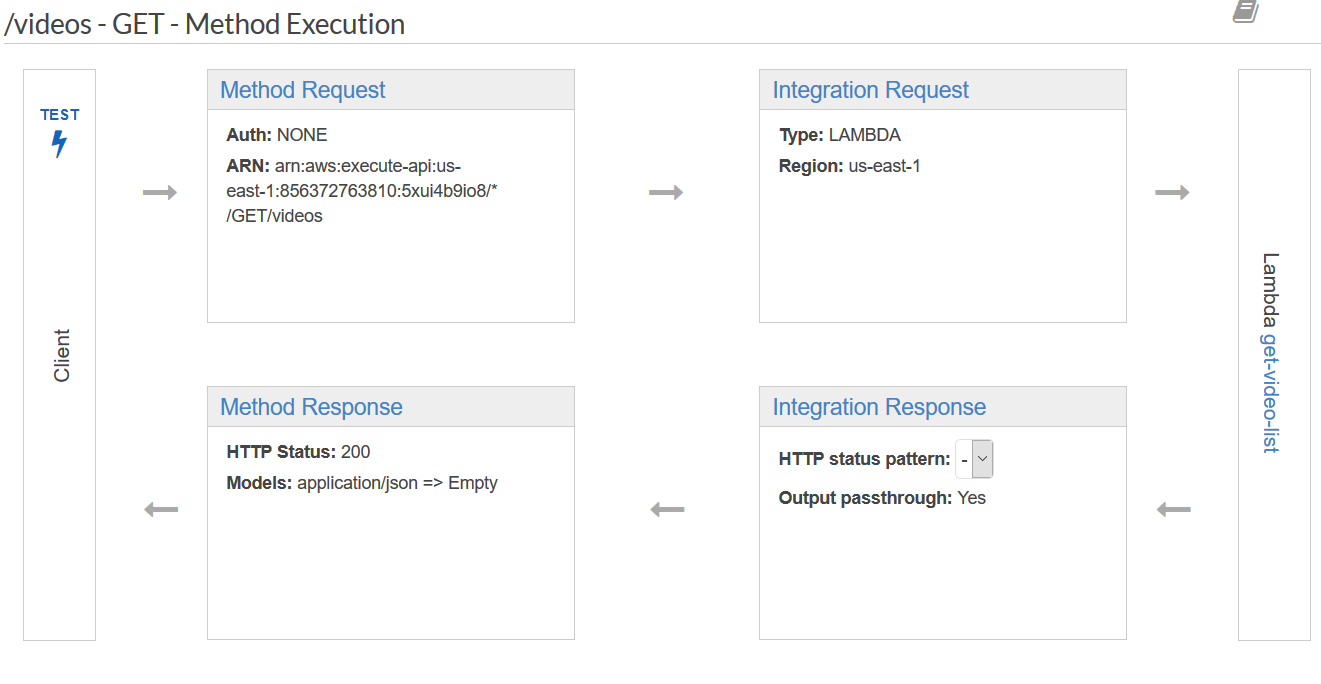 /videos - GET - Method Execution
TEST
Client
Method Request
Auth: NONE
ARN: arn:aws:execute-api:us-
east-1:856372763810:5xui4b9io8/*
/GET/videos
Integration Request
Type: LAMBDA
Region: us-east-1
Lambda get-video-list
Method Response
HTTP Status: 200
Models: application/json => Empty
Integration Response
HTTP status pattern: -
Output passthrough: Yes